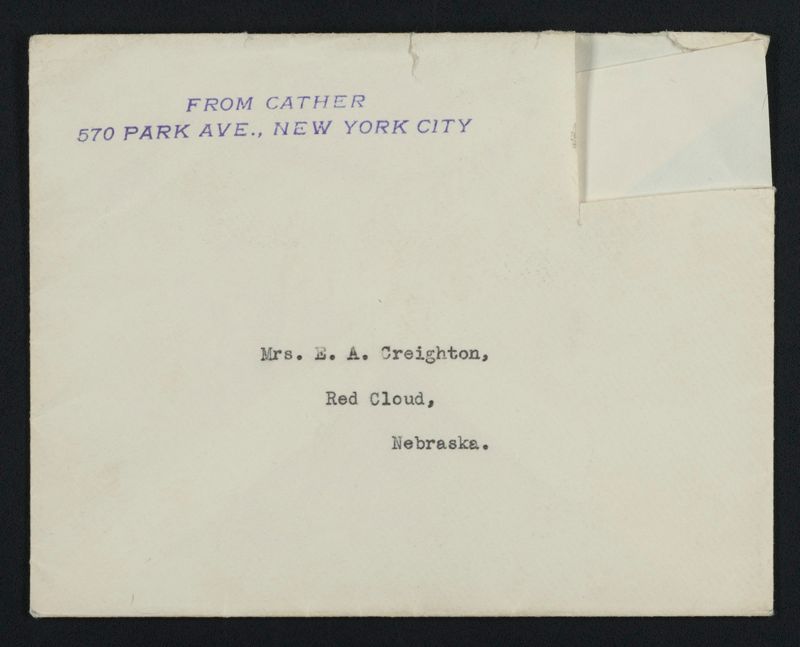 FROM CATHER
570 PARK AVE., NEW YORK CITY
Mrs. E. A. Creighton,
Red Cloud,
Nebraska.